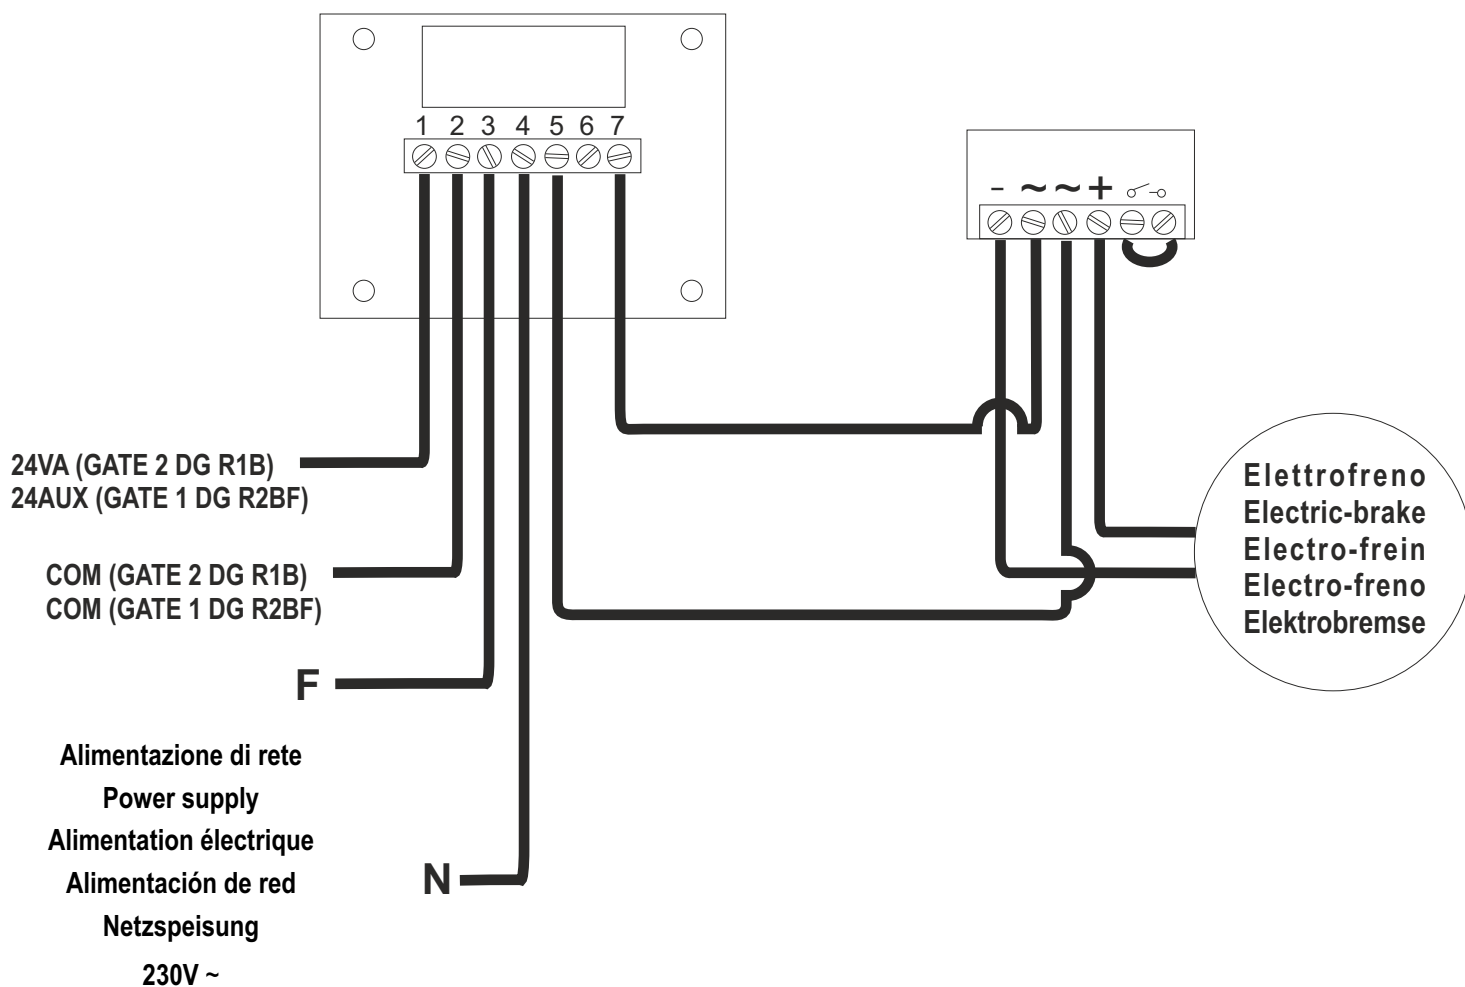 1 2 3 4 5 6 7
- ~ ~ +
24VA (GATE 2 DG R1B)
24AUX (GATE 1 DG R2BF)
COM (GATE 2 DG R1B)
COM (GATE 1 DG R2BF)
F
Alimentazione di rete
Power supply
Alimentation électrique
Alimentación de red
Netzspeisung
230V ~
N
Elettrofreno
Electric-brake
Electro-frein
Electro-freno
Elektrobremse